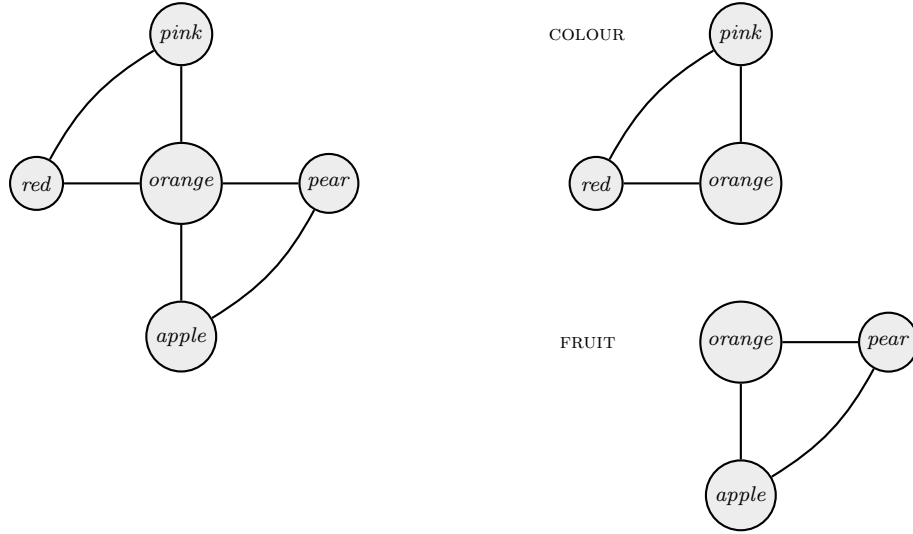 pink
red
orange
pear
apple
COLOUR
pink
red
orange
FRUIT
orange
pear
apple